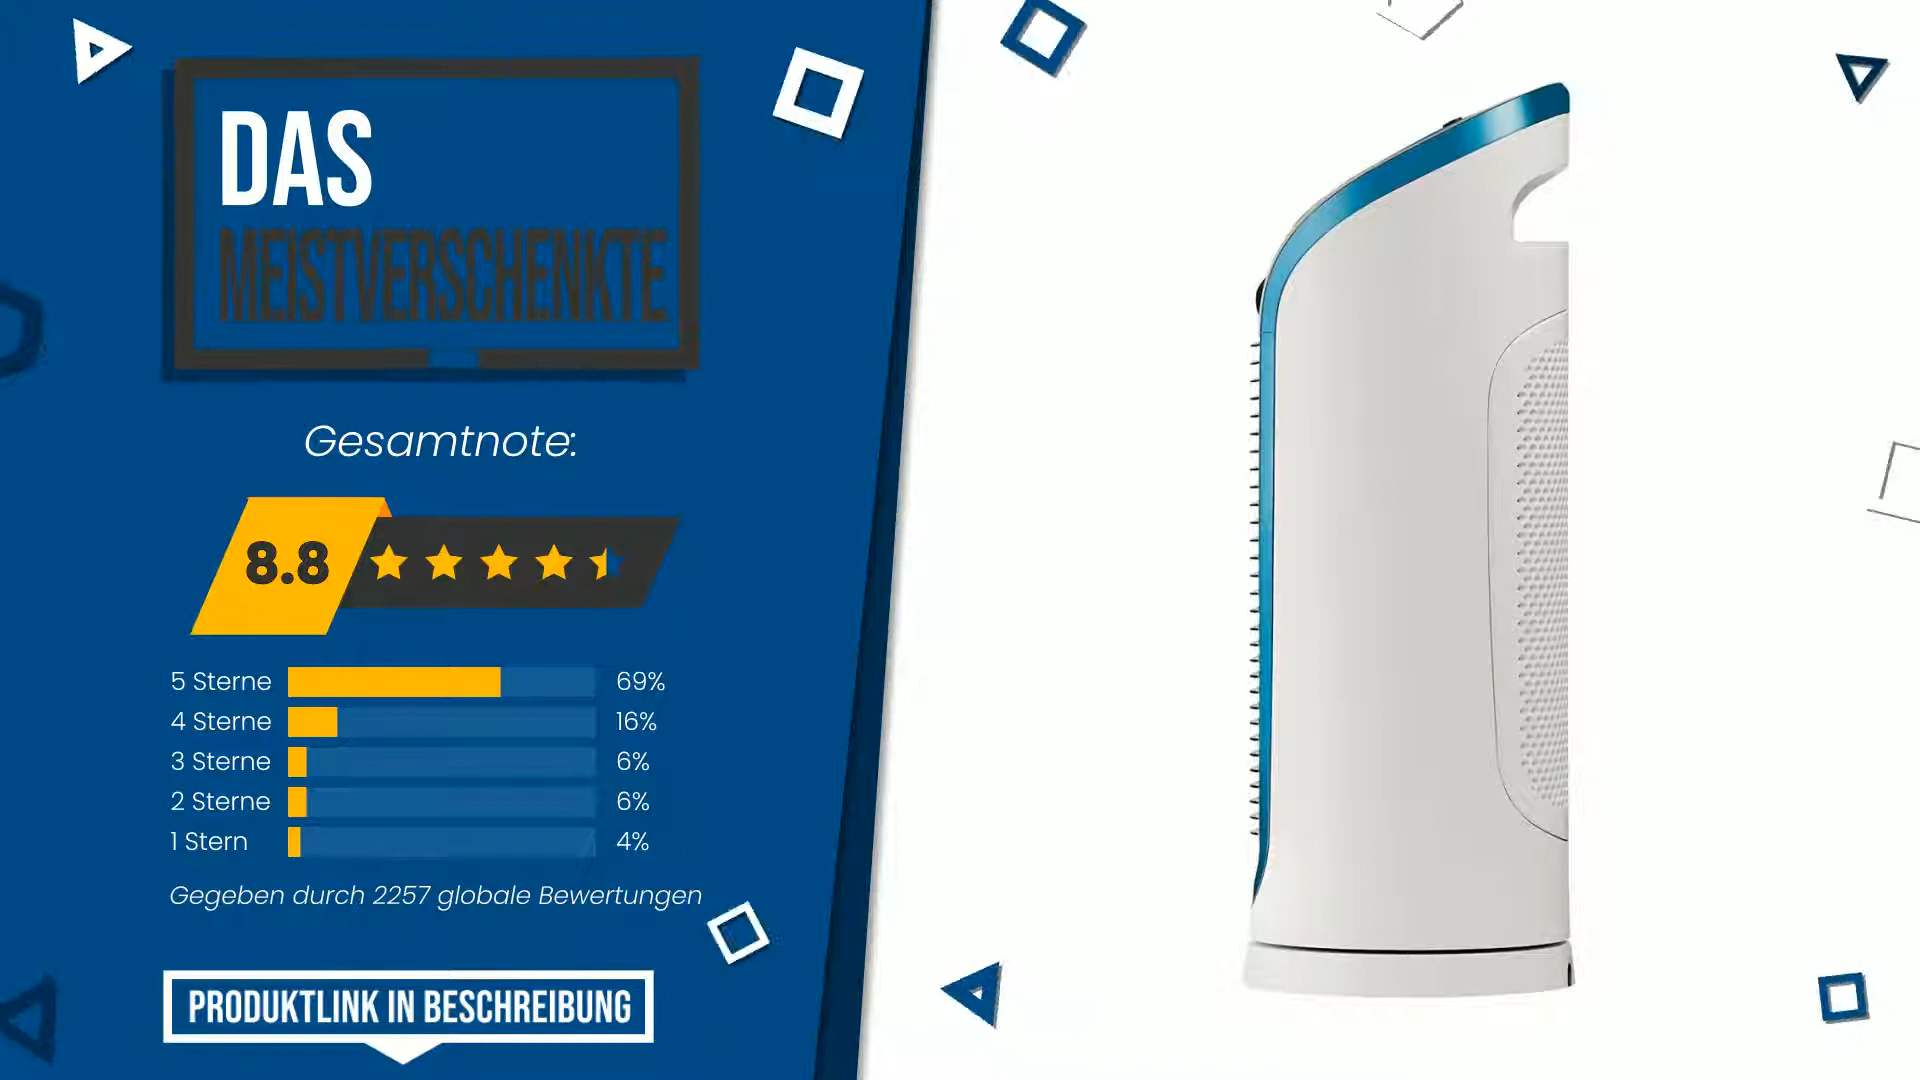 DAS
MEISTVERSCHENKTE
Gesamtnote:
8.8
5 Sterne 69%
4 Sterne 16%
3 Sterne 6%
2 Sterne 6%
1 Stern 4%
Gegeben durch 2257 globale Bewertungen
PRODUKTLINK IN BESCHREIBUNG